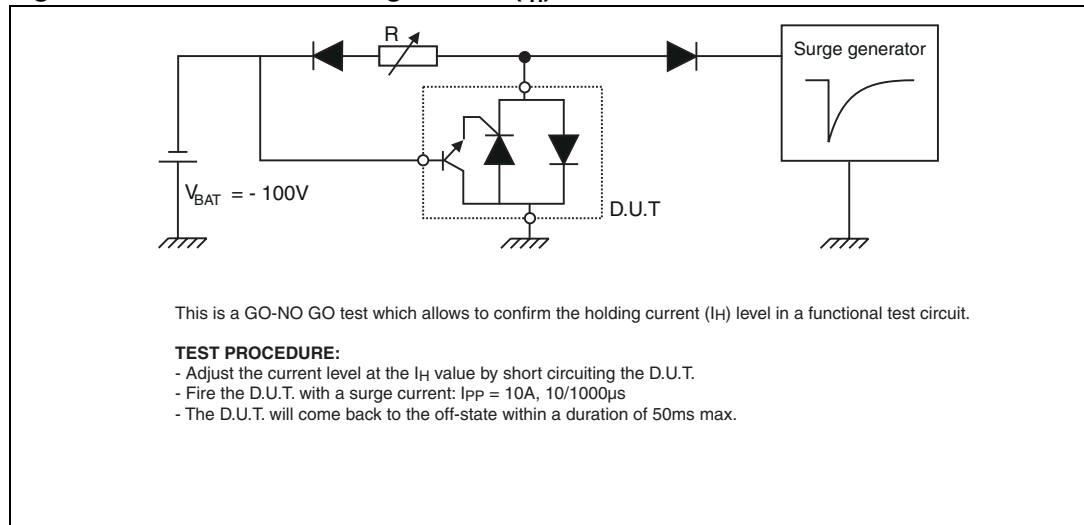 R
Surge generator
VBAT = - 100V
D.U.T
This is a GO-NO GO test which allows to confirm the holding current (IH) level in a functional test circuit.
TEST PROCEDURE:
- Adjust the current level at the IH value by short circuiting the D.U.T.
- Fire the D.U.T. with a surge current: IPP = 10A, 10/1000µs
- The D.U.T. will come back to the off-state within a duration of 50ms max.